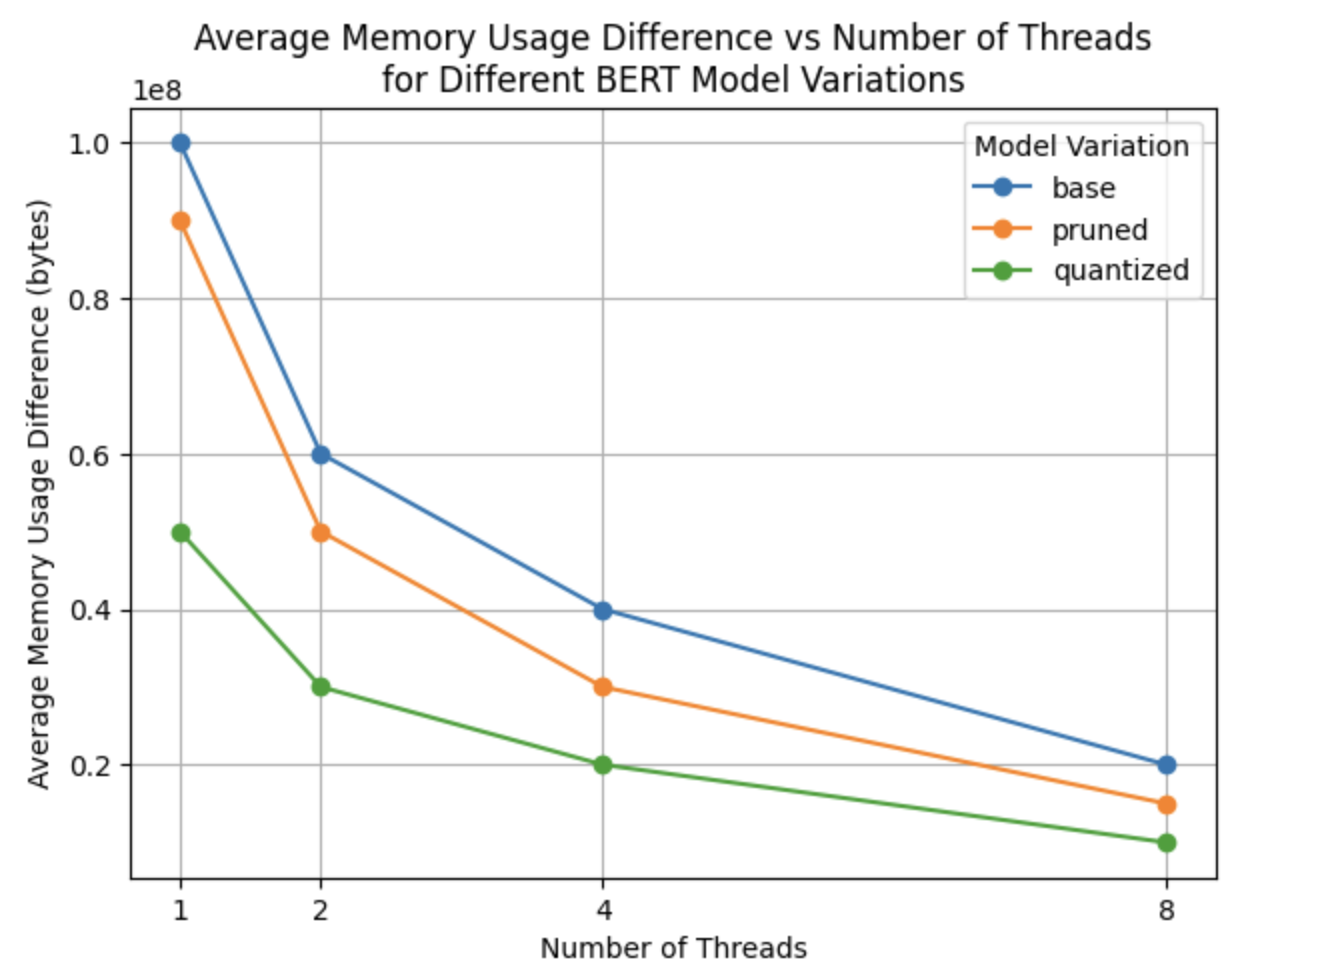 Average Memory Usage Difference vs Number of Threads
for Different BERT Model Variations
1e8
1.0
0.8
0.6
0.4
0.2
Average Memory Usage Difference (bytes)
Model Variation
base
pruned
quantized
1 2 4 8
Number of Threads